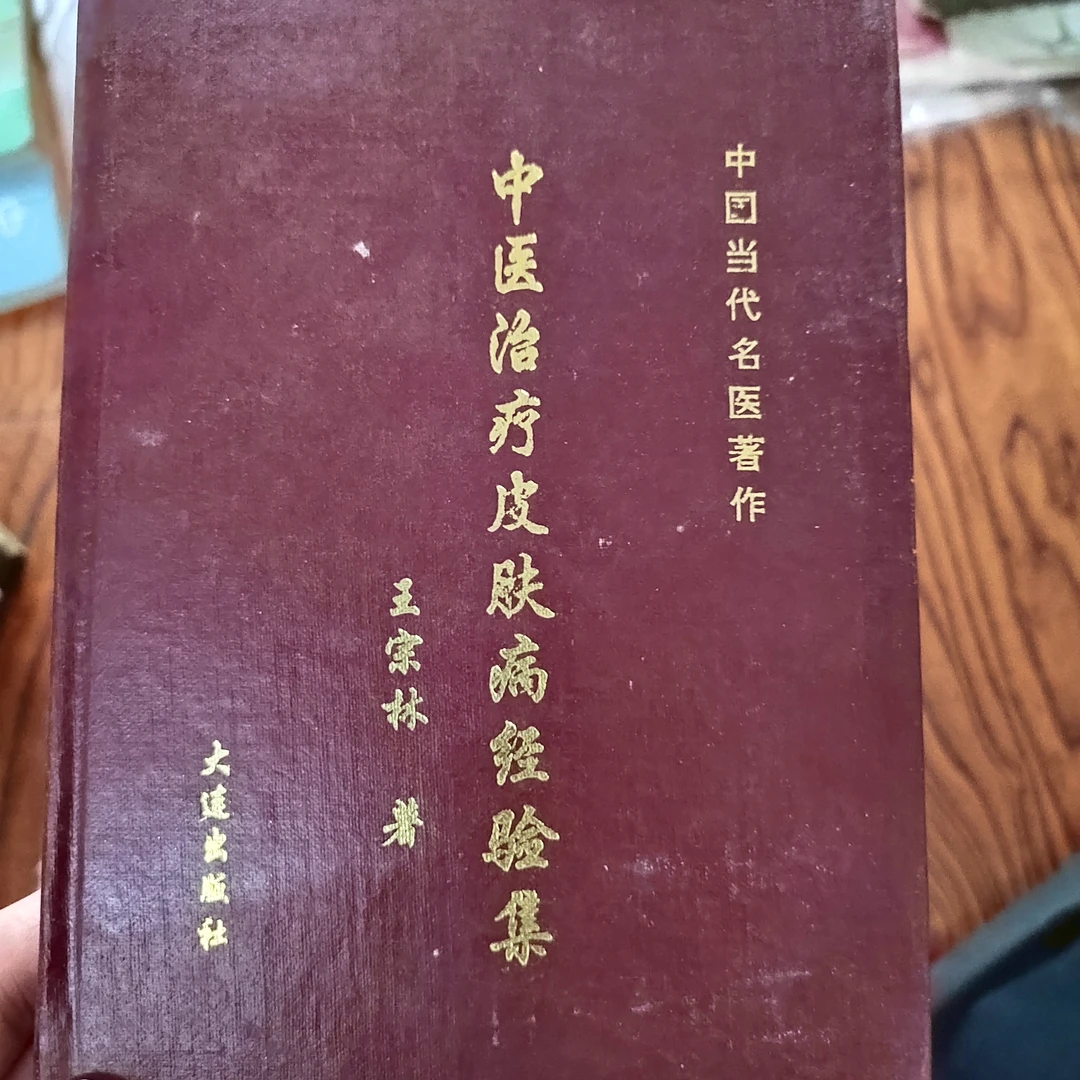 中国当代名医著作
中医治疗皮肤病经验集
王宗林 著
大连出版社